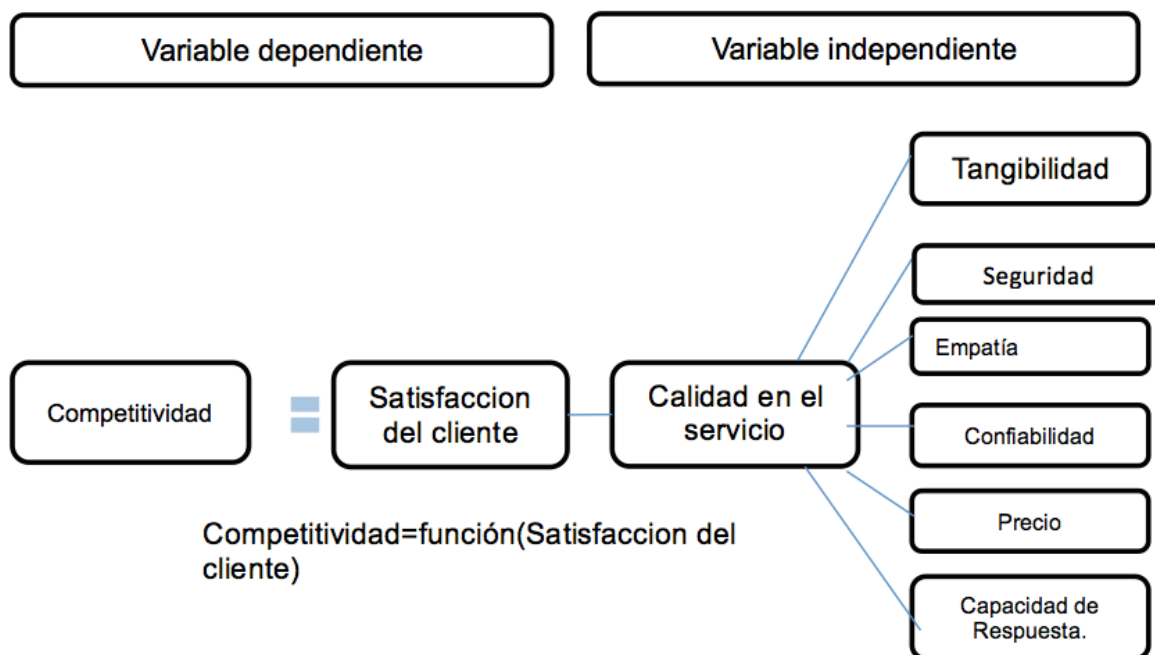 Variable dependiente
Variable independiente
Tangibilidad
Seguridad
Empatía
Competitividad
Satisfaccion
del cliente
Calidad en el
servicio
Confiabilidad
Competitividad=función(Satisfaccion del
cliente)
Precio
Capacidad de
Respuesta.